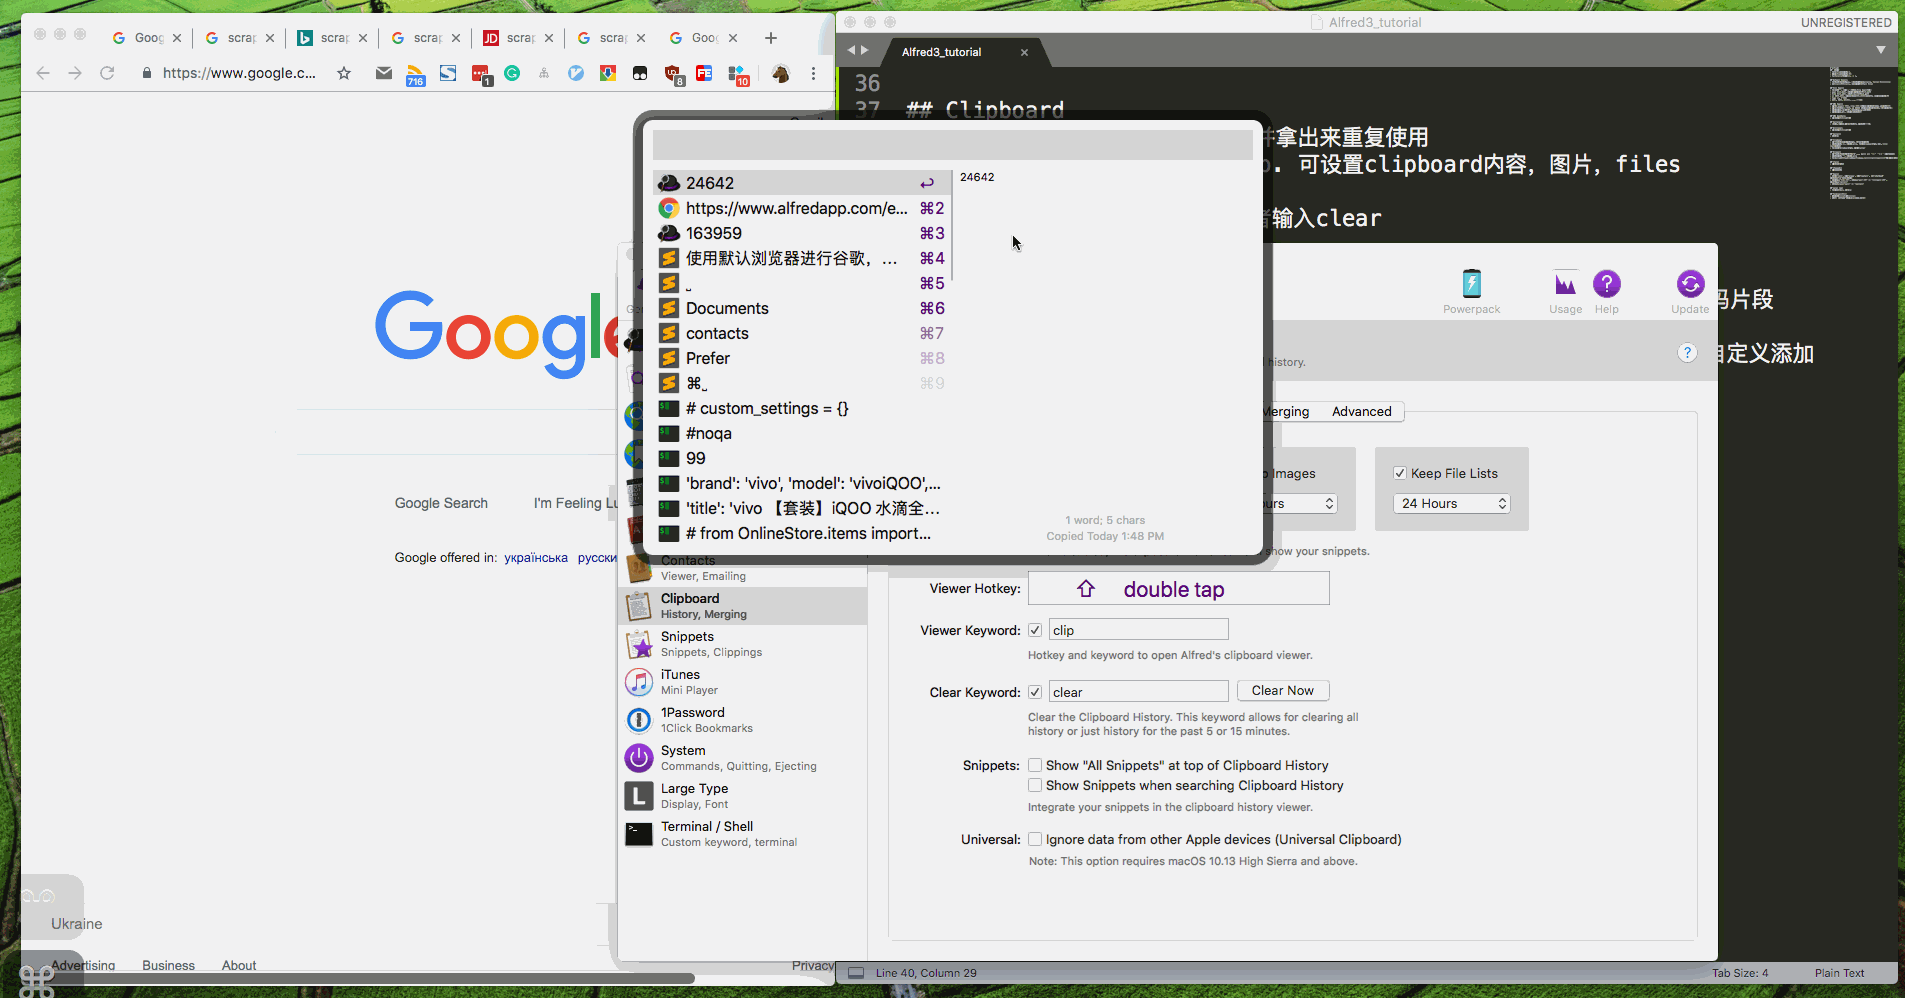 Goog
scrap
scrap
scrap
scrap
scrap
Goog
https://www.google.c...
716
1
8
10
Google
Google Search
I'm Feeling Lu
Google offered in: українська русски
Ukraine
Advertising Business About
Privacy
Alfred3_tutorial
UNREGISTERED
Alfred3_tutorial
36
37 ## Clipboard
拿出来重复使用
. 可设置clipboard内容，图片，files
输入clear
片段
定义添加
24642
https://www.alfredapp.com/e... ⌘2
163959 ⌘3
使用默认浏览器进行谷歌，... ⌘4
⌘5
Documents ⌘6
contacts ⌘7
Prefer ⌘8
⌘ ⌘9
# custom_settings = {}
#noqa
99
'brand': 'vivo', 'model': 'vivoiQOO',...
'title': 'vivo 【套装】iQOO 水滴全...
# from OnlineStore.items import...
24642
1 word; 5 chars
Copied Today 1:48 PM
Powerpack
Usage
Help
Update
history.
Merging
Advanced
Images
Keep File Lists
24 Hours
show your snippets.
Contacts
Viewer, Emailing
Clipboard
History, Merging
Snippets
Snippets, Clippings
iTunes
Mini Player
1Password
1Click Bookmarks
System
Commands, Quitting, Ejecting
Large Type
Display, Font
Terminal / Shell
Custom keyword, terminal
Viewer Hotkey: ⇧ double tap
Viewer Keyword: clip
Hotkey and keyword to open Alfred's clipboard viewer.
Clear Keyword: clear Clear Now
Clear the Clipboard History. This keyword allows for clearing all
history or just history for the past 5 or 15 minutes.
Snippets: Show "All Snippets" at top of Clipboard History
Show Snippets when searching Clipboard History
Integrate your snippets in the clipboard history viewer.
Universal: Ignore data from other Apple devices (Universal Clipboard)
Note: This option requires macOS 10.13 High Sierra and above.
Line 40, Column 29
Tab Size: 4
Plain Text